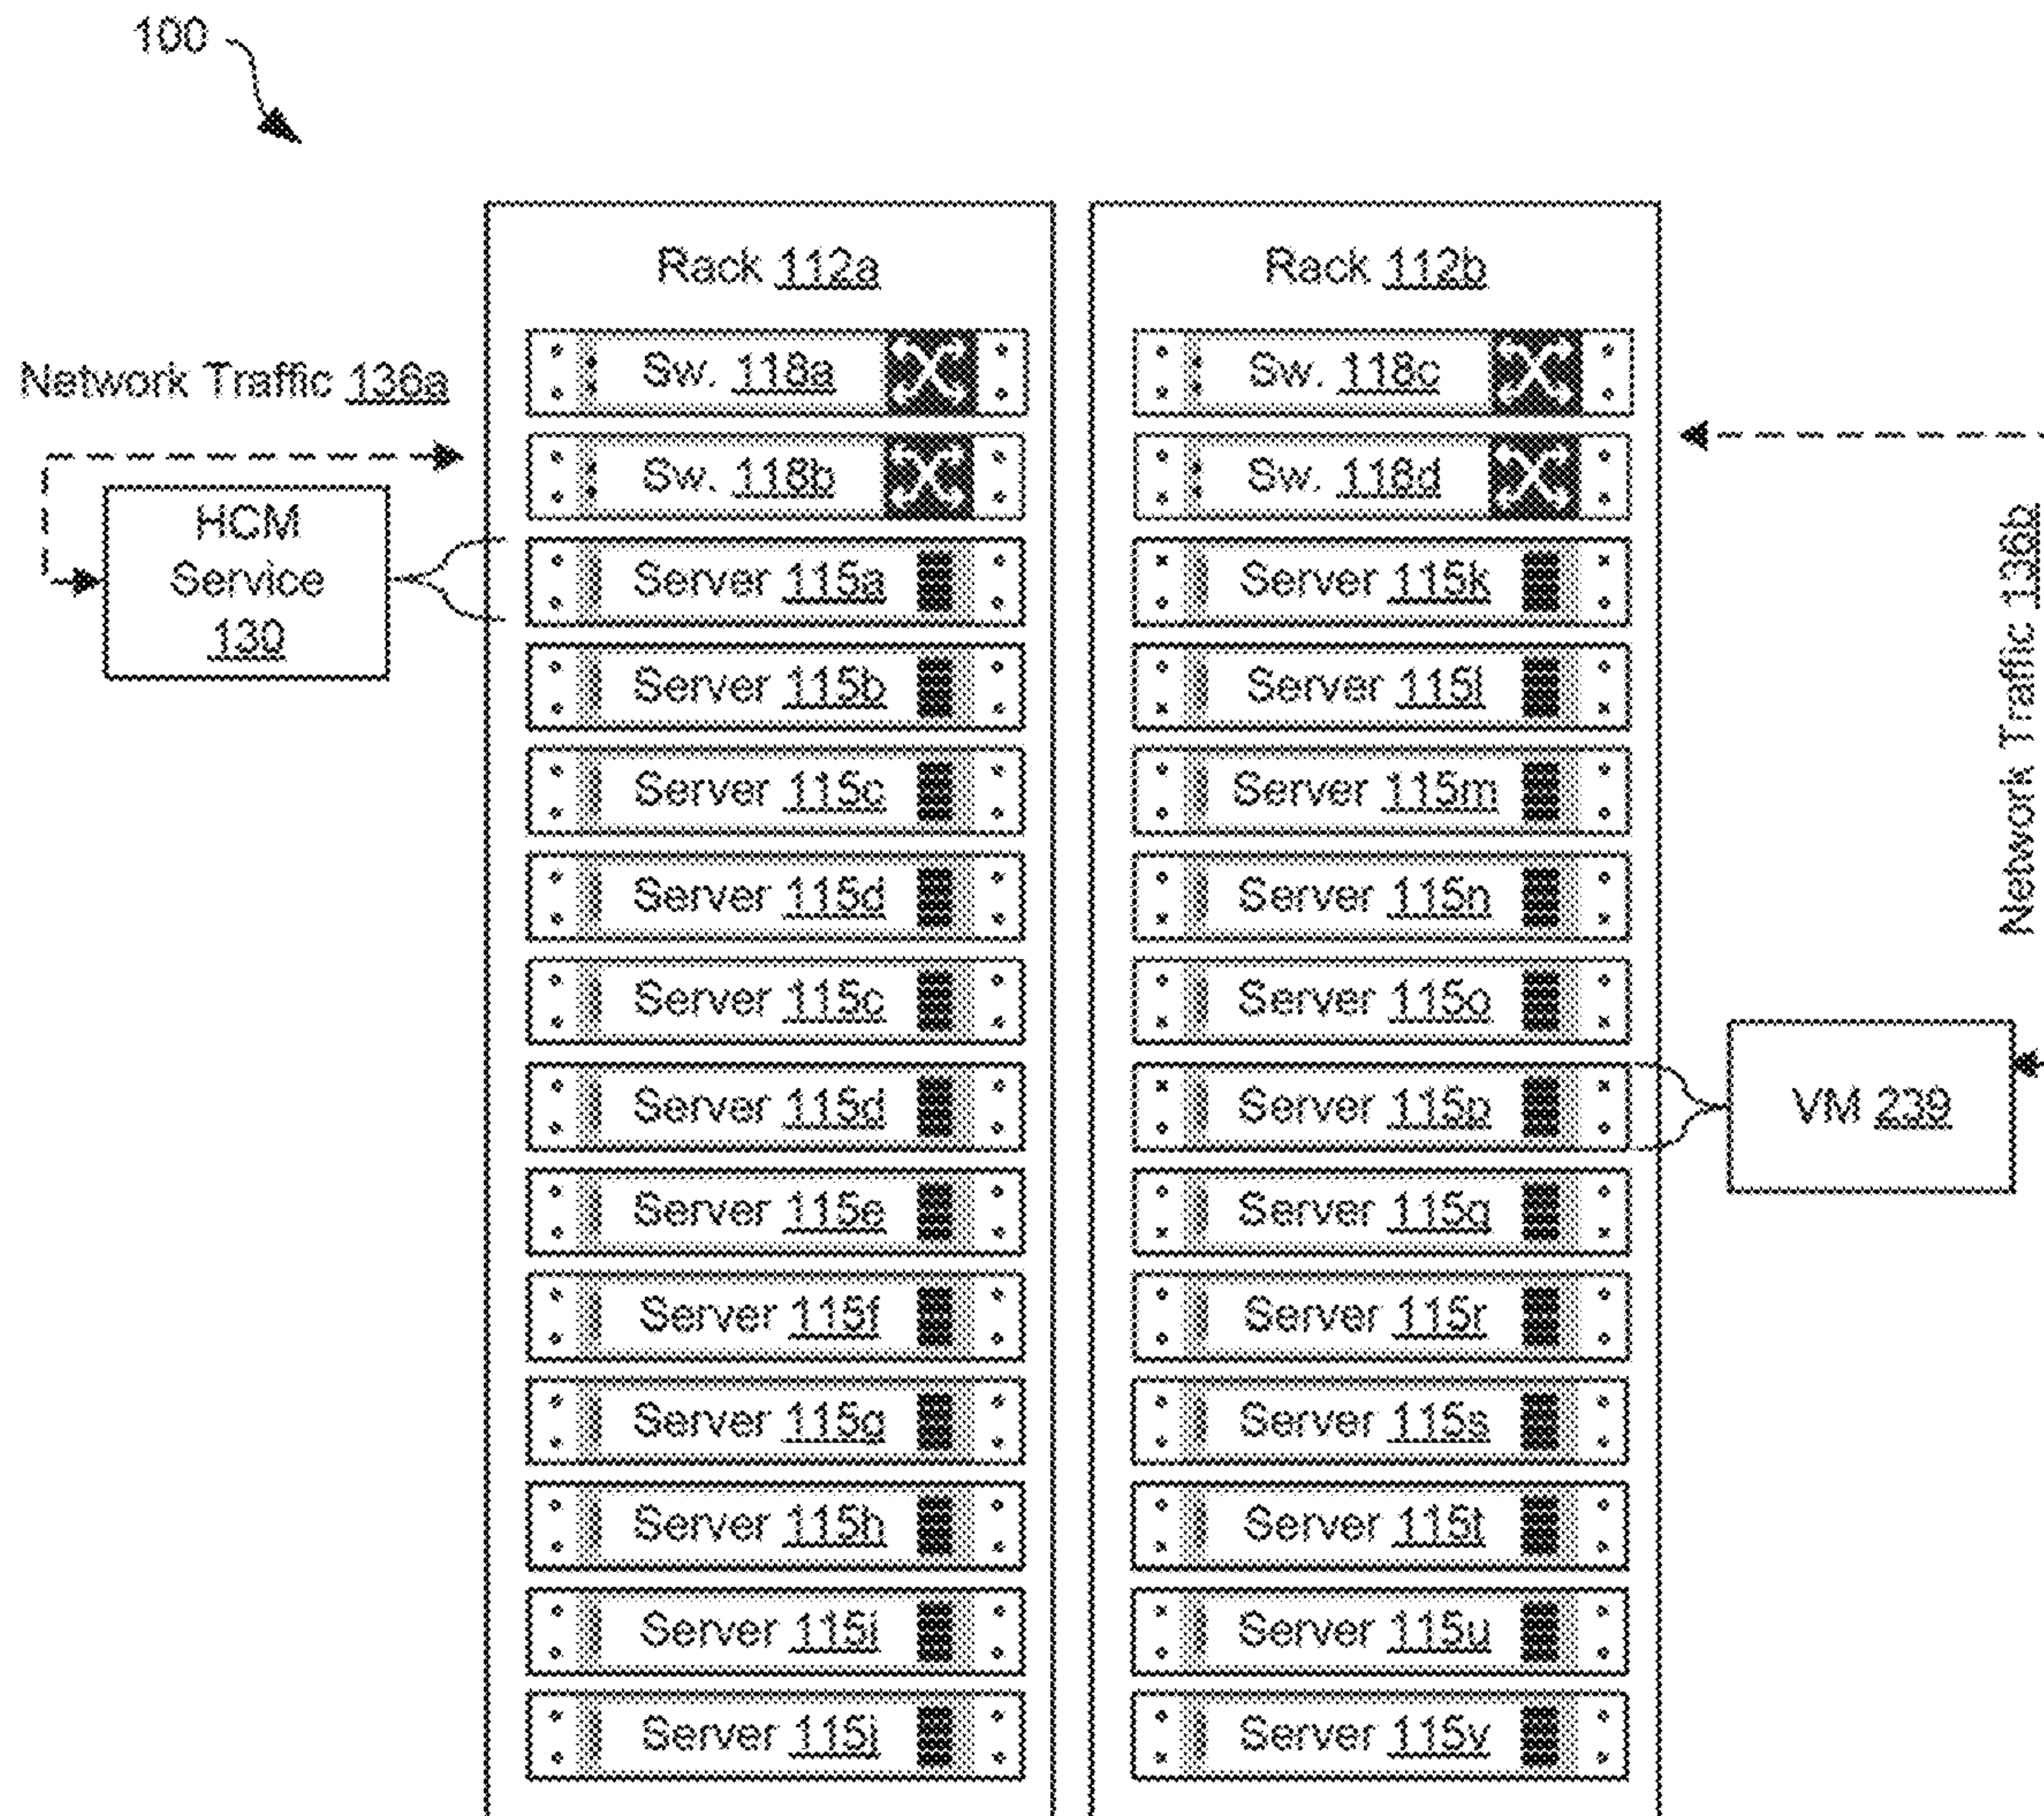 100
Rack 112a
Rack 112b
Network Traffic 136a
Sw. 118a
Sw. 118c
Sw. 118b
Sw. 118d
HCM
Service
130
Network Traffic 136b
Server 115a
Server 115k
Server 115b
Server 115l
Server 115c
Server 115m
Server 115d
Server 115n
Server 115c
Server 115o
Server 115d
Server 115p
VM 239
Server 115e
Server 115q
Server 115f
Server 115r
Server 115g
Server 115s
Server 115h
Server 115t
Server 115i
Server 115u
Server 115j
Server 115v